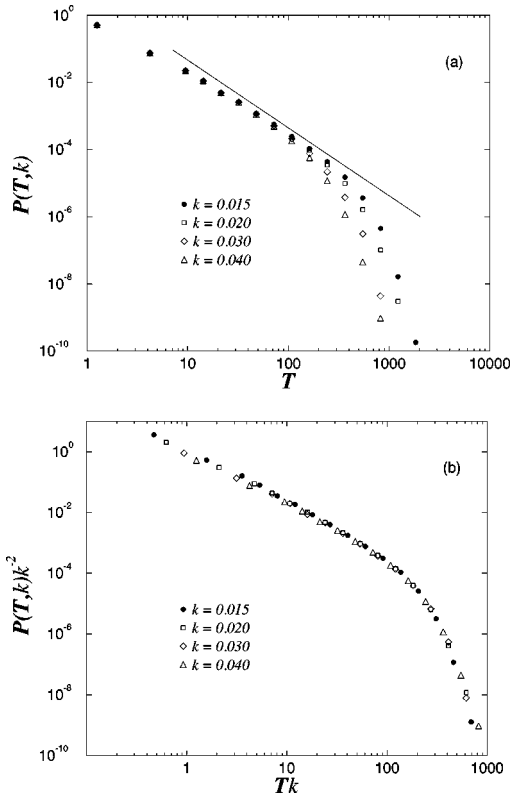 10^0
(a)
10^-2
10^-4
P(T,k)
k = 0.015
k = 0.020
k = 0.030
k = 0.040
10^-6
10^-8
10^-10
1 10 100 1000 10000
T
10^0
(b)
10^-2
10^-4
P(T,k)k^-2
k = 0.015
k = 0.020
k = 0.030
k = 0.040
10^-6
10^-8
10^-10
1 10 100 1000
Tk